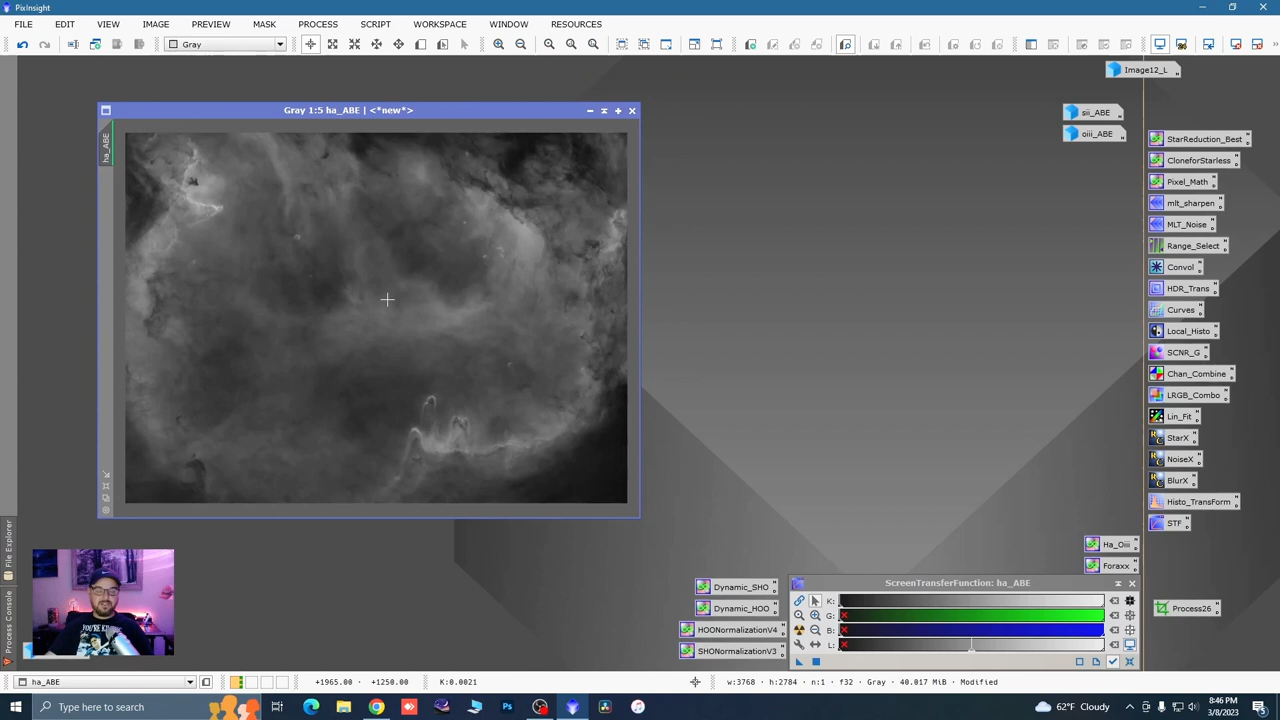 PixInsight
FILE EDIT VIEW IMAGE PREVIEW MASK PROCESS SCRIPT WORKSPACE WINDOW RESOURCES
Gray
Image12_L
Gray 1:5 ha_ABE | <*new*>
ha_ABE
sii_ABE
oiii_ABE
StarReduction_Best
CloneforStarless
Pixel_Math
mlt_sharpen
MLT_Noise
Range_Select
Convol
HDR_Trans
Curves
Local_Histo
SCNR_G
Chan_Combine
LRGB_Combo
Lin_Fit
StarX
NoiseX
BlurX
Histo_TransForm
STF
File Explorer
Process Console
Ha_Oiii
Foraxx
Dynamic_SHO
Dynamic_HOO
HOONormalizationV4
SHONormalizationV3
ScreenTransferFunction: ha_ABE
K:
G:
B:
L:
Process26
ha_ABE
+1965.00 +1250.00 K:0.0021
w:3768 h:2784 n:1 f32 Gray 40.017 MiB Modified
Type here to search
62°F Cloudy
8:46 PM
3/8/2023